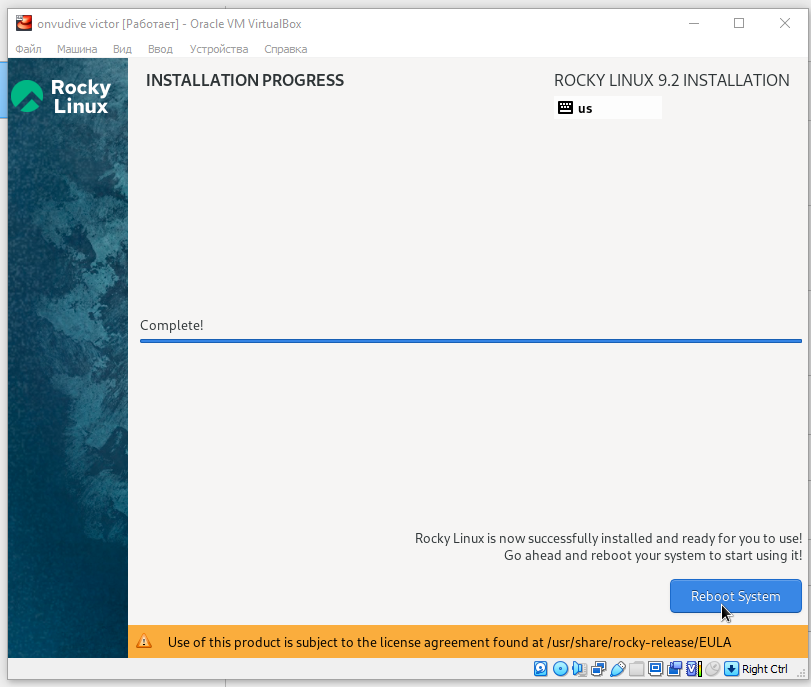 onvudive victor [Работает] - Oracle VM VirtualBox
Файл Машина Вид Ввод Устройства Справка
Rocky
Linux
INSTALLATION PROGRESS
ROCKY LINUX 9.2 INSTALLATION
us
Complete!
Rocky Linux is now successfully installed and ready for you to use!
Go ahead and reboot your system to start using it!
Reboot System
Use of this product is subject to the license agreement found at /usr/share/rocky-release/EULA
Right Ctrl